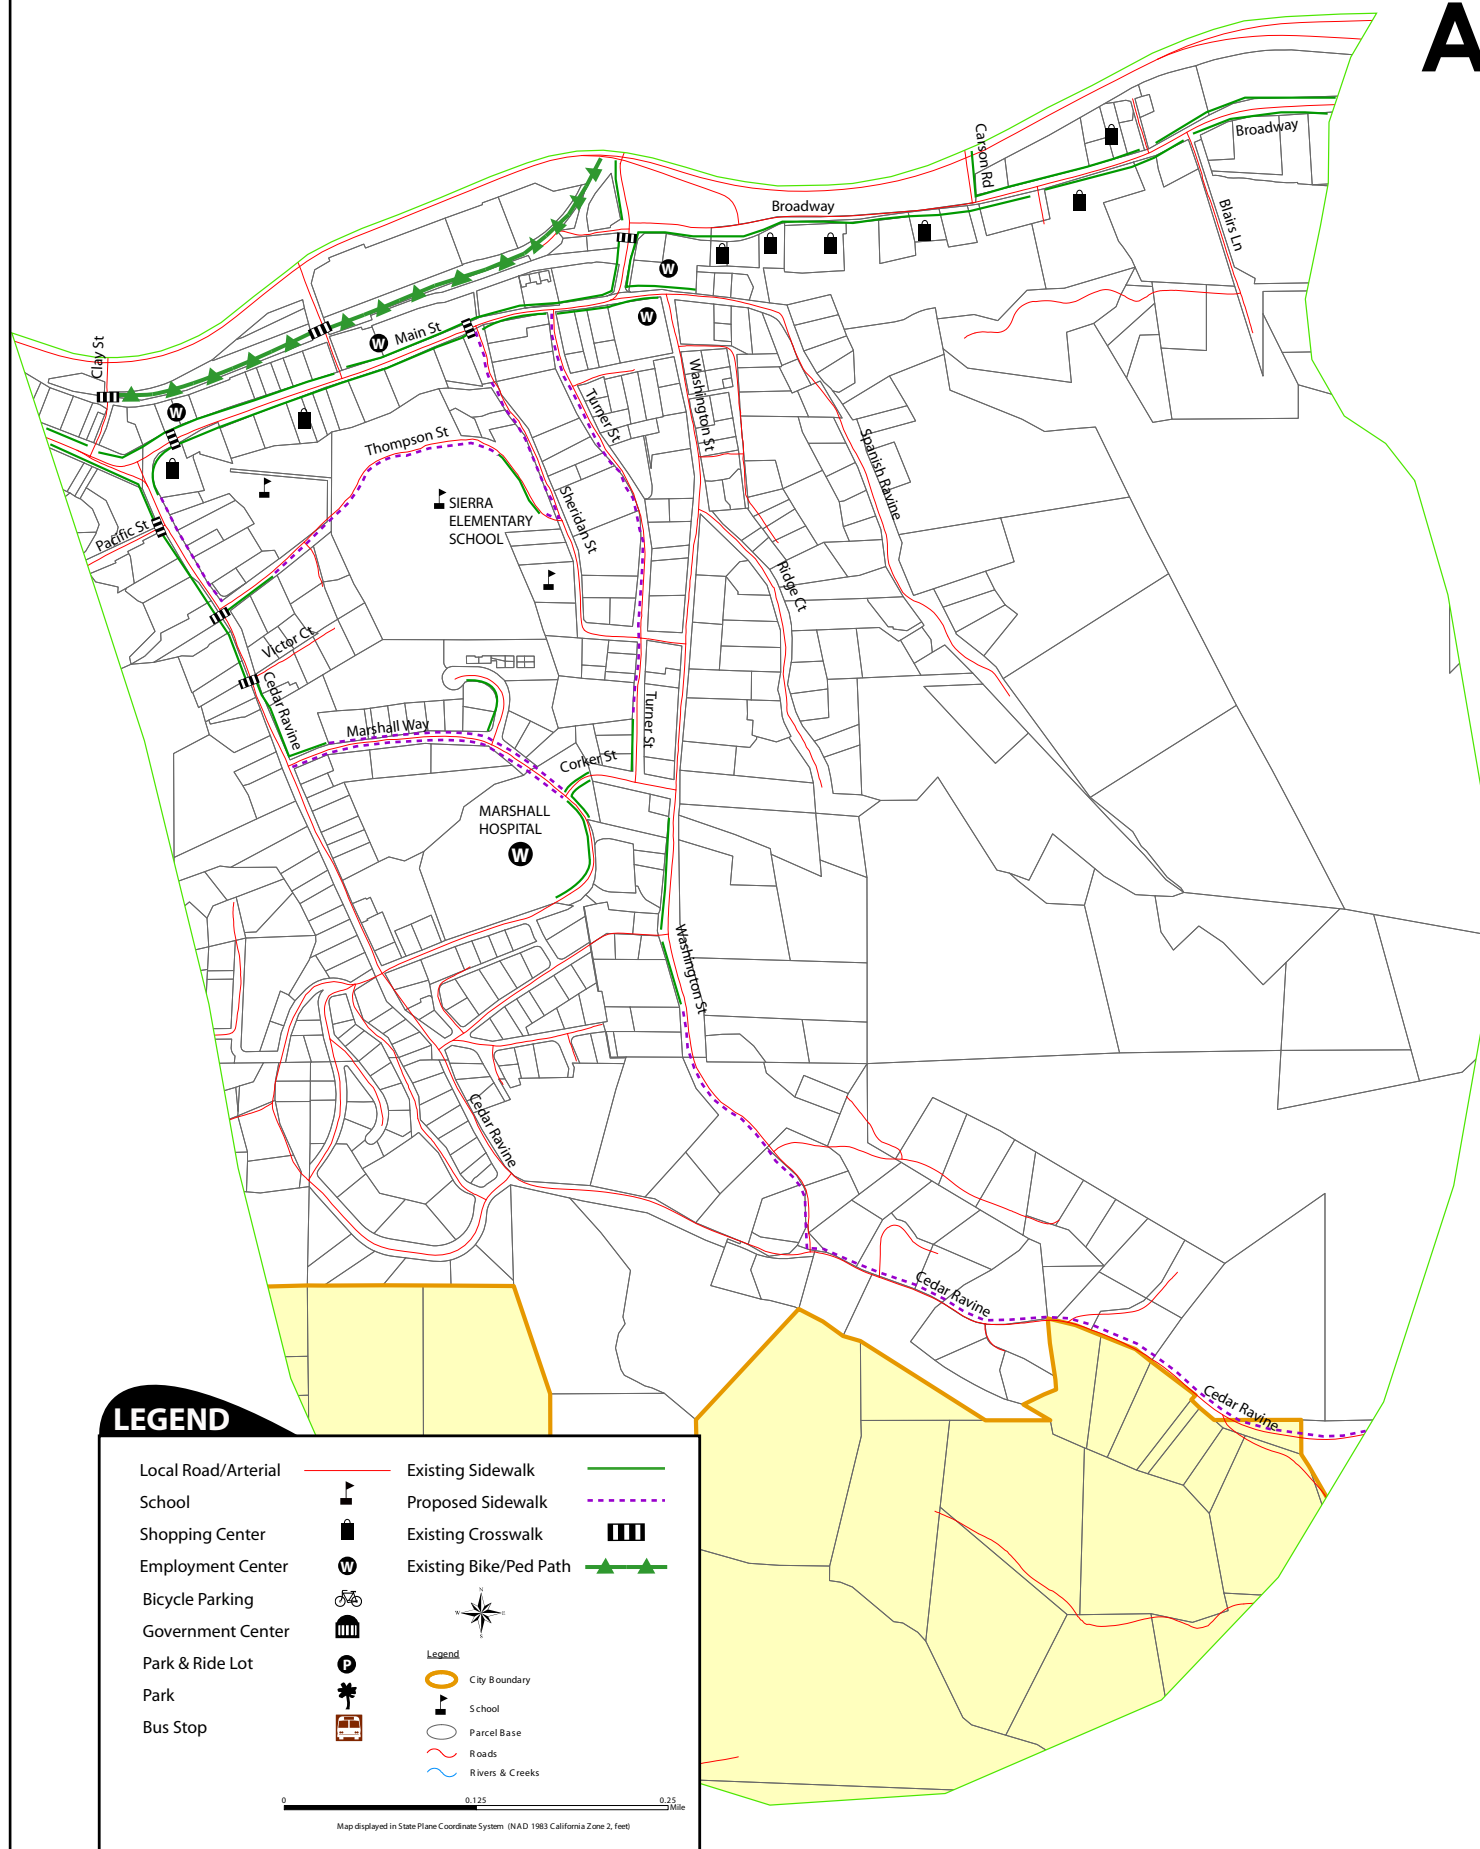 A
Carson Rd
Broadway
Broadway
Blairs Ln
Clay St
Main St
W
W
W
W
Washington St
Turner St
Thompson St
Spanish Ravine
SIERRA
ELEMENTARY
SCHOOL
Sheridan St
Pacific St
Ridge Ct
Victor Ct
Cedar Ravine
Turner St
Marshall Way
Corker St
MARSHALL
HOSPITAL
W
Washington St
Cedar Ravine
Cedar Ravine
Cedar Ravine
LEGEND
Local Road/Arterial
School
Shopping Center
Employment Center
W
Bicycle Parking
Government Center
Park & Ride Lot
P
Park
Bus Stop
Existing Sidewalk
Proposed Sidewalk
Existing Crosswalk
Existing Bike/Ped Path
N
W E
S
Legend
City Boundary
School
Parcel Base
Roads
Rivers & Creeks
0 0.125 0.25
Mile
Map displayed in State Plane Coordinate System (NAD 1983 California Zone 2, feet)